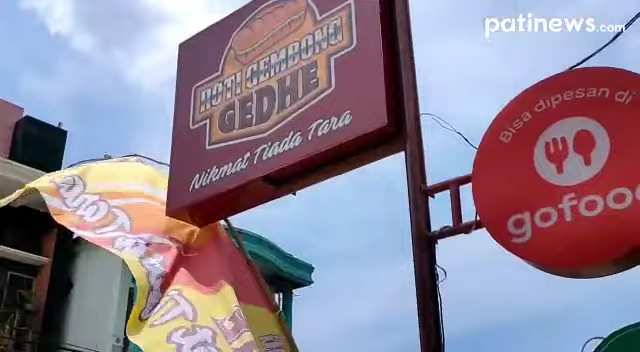 patinews.com
ROTI GEMBONG
GEDHE
Nikmat Tiada Tara
Bisa dipesan di
gofood